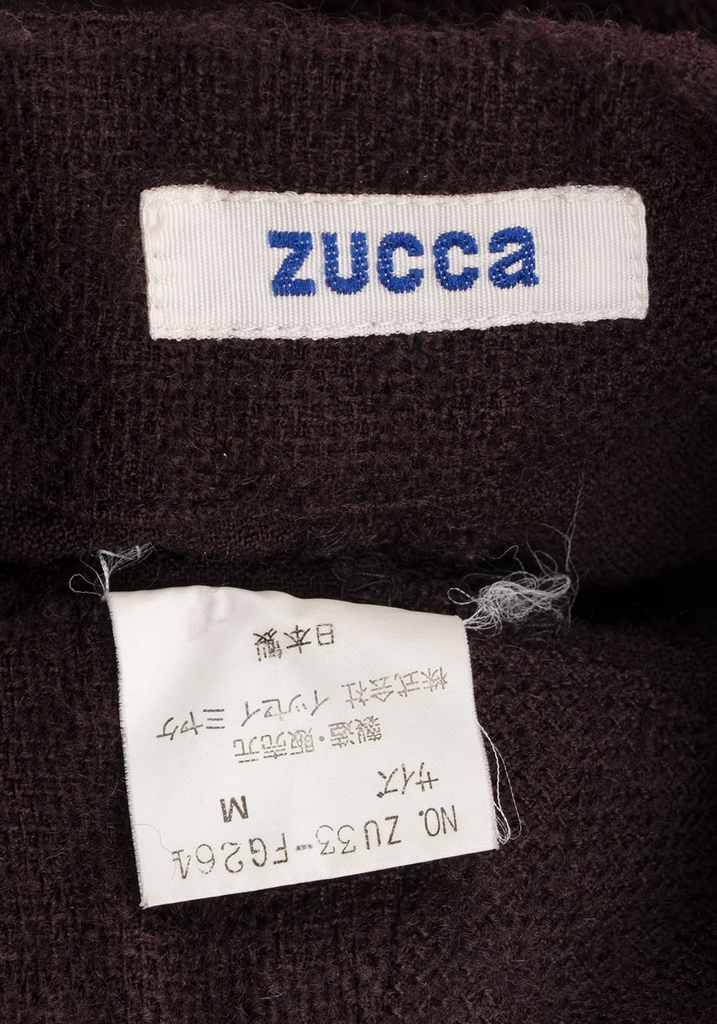 zucca
NO. ZU33-FG264
サイズ M
製造・販売元
株式会社 イッセイ ミヤケ
日本製